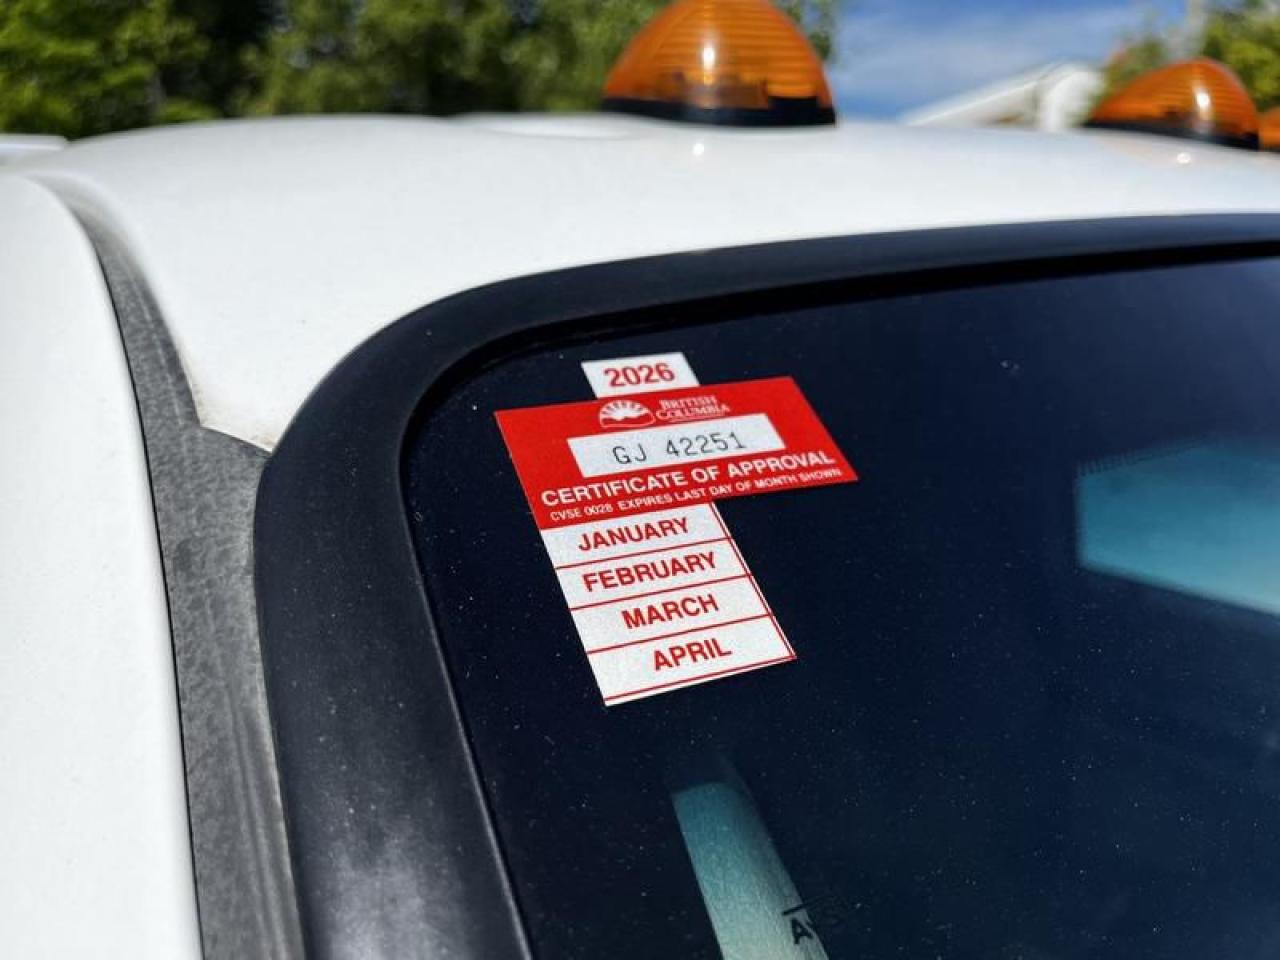 2026
BRITISH
COLUMBIA
GJ 42251
CERTIFICATE OF APPROVAL
CVSE 0028 EXPIRES LAST DAY OF MONTH SHOWN
JANUARY
FEBRUARY
MARCH
APRIL